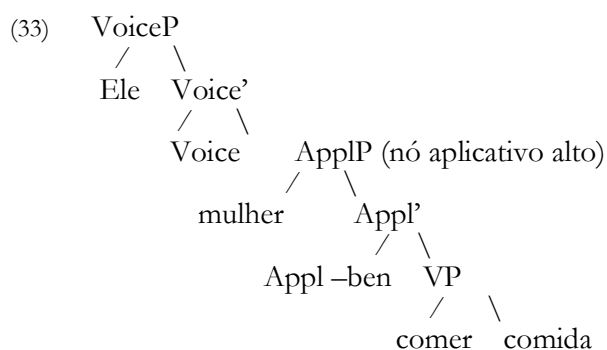 (33) VoiceP
Ele Voice’
Voice ApplP (nó aplicativo alto)
mulher Appl’
Appl –ben VP
comer comida